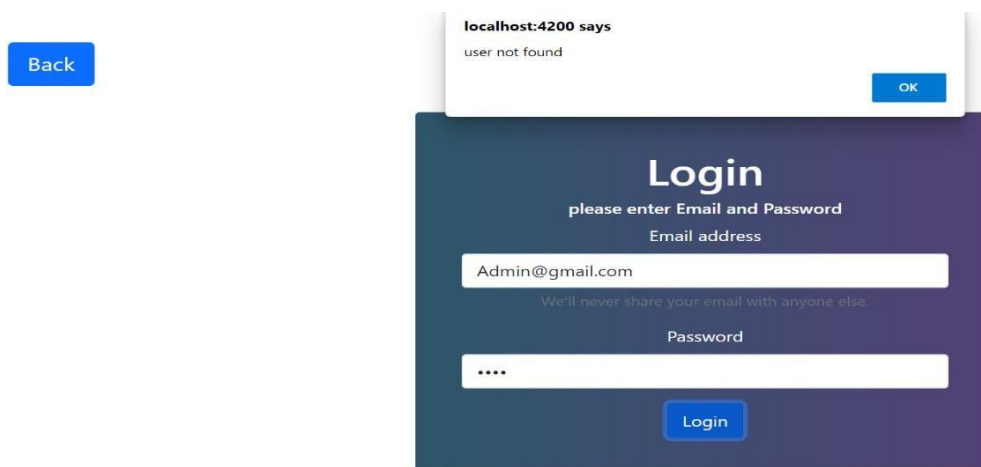 localhost:4200 says
user not found
OK
Back
Login
please enter Email and Password
Email address
Admin@gmail.com
We'll never share your email with anyone else.
Password
••••
Login